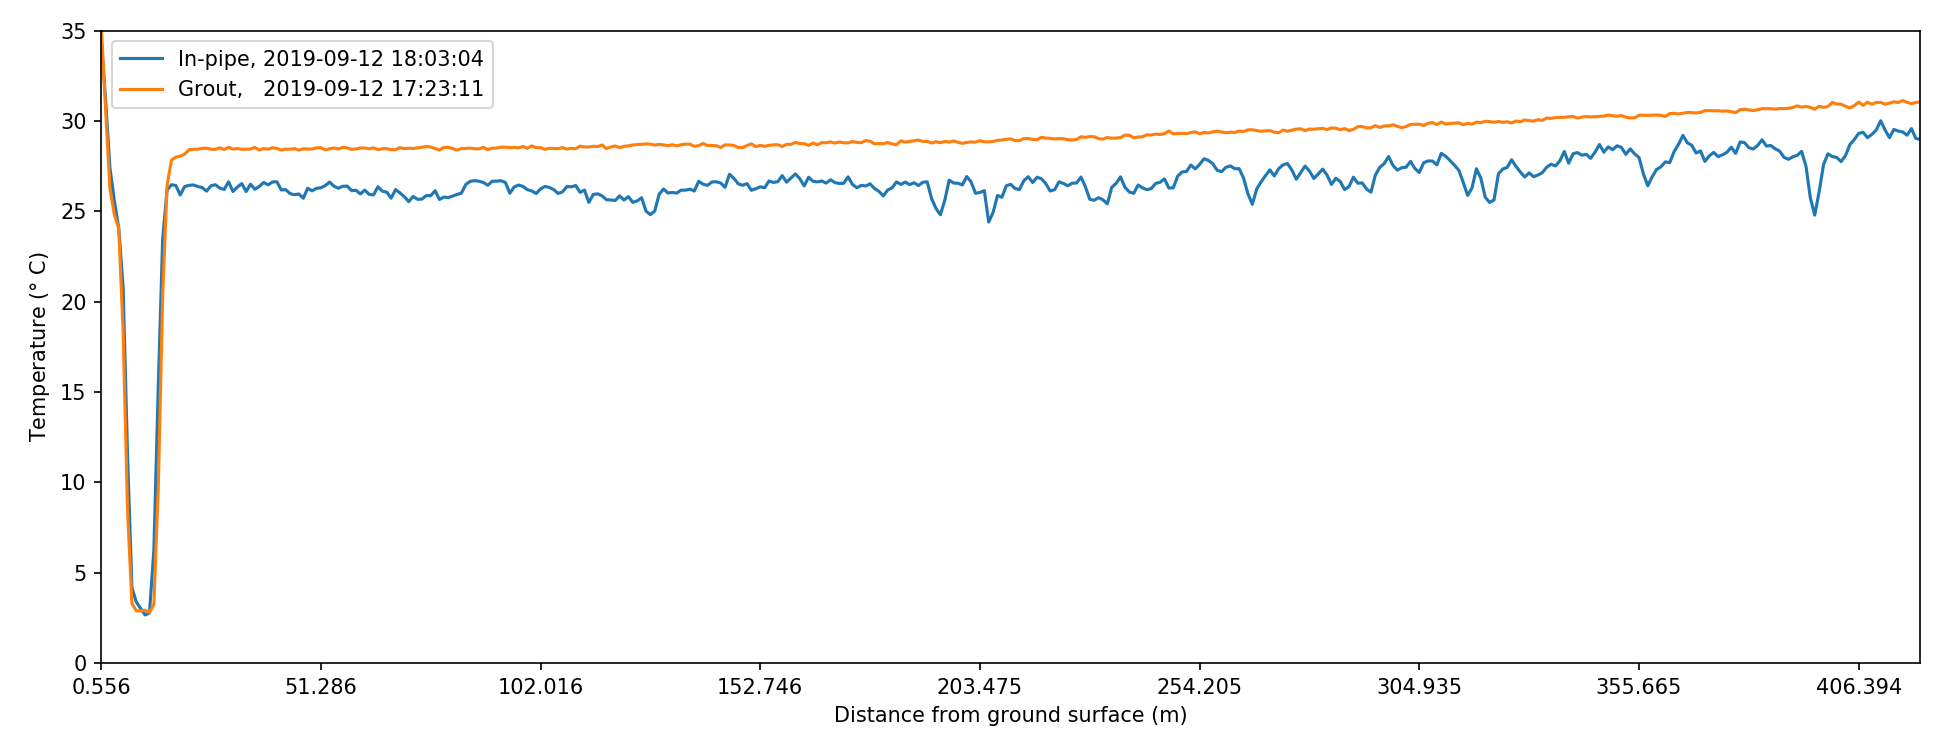 In-pipe, 2019-09-12 18:03:04
Grout, 2019-09-12 17:23:11
35
30
25
20
15
10
5
0
Temperature (° C)
0.556 51.286 102.016 152.746 203.475 254.205 304.935 355.665 406.394
Distance from ground surface (m)